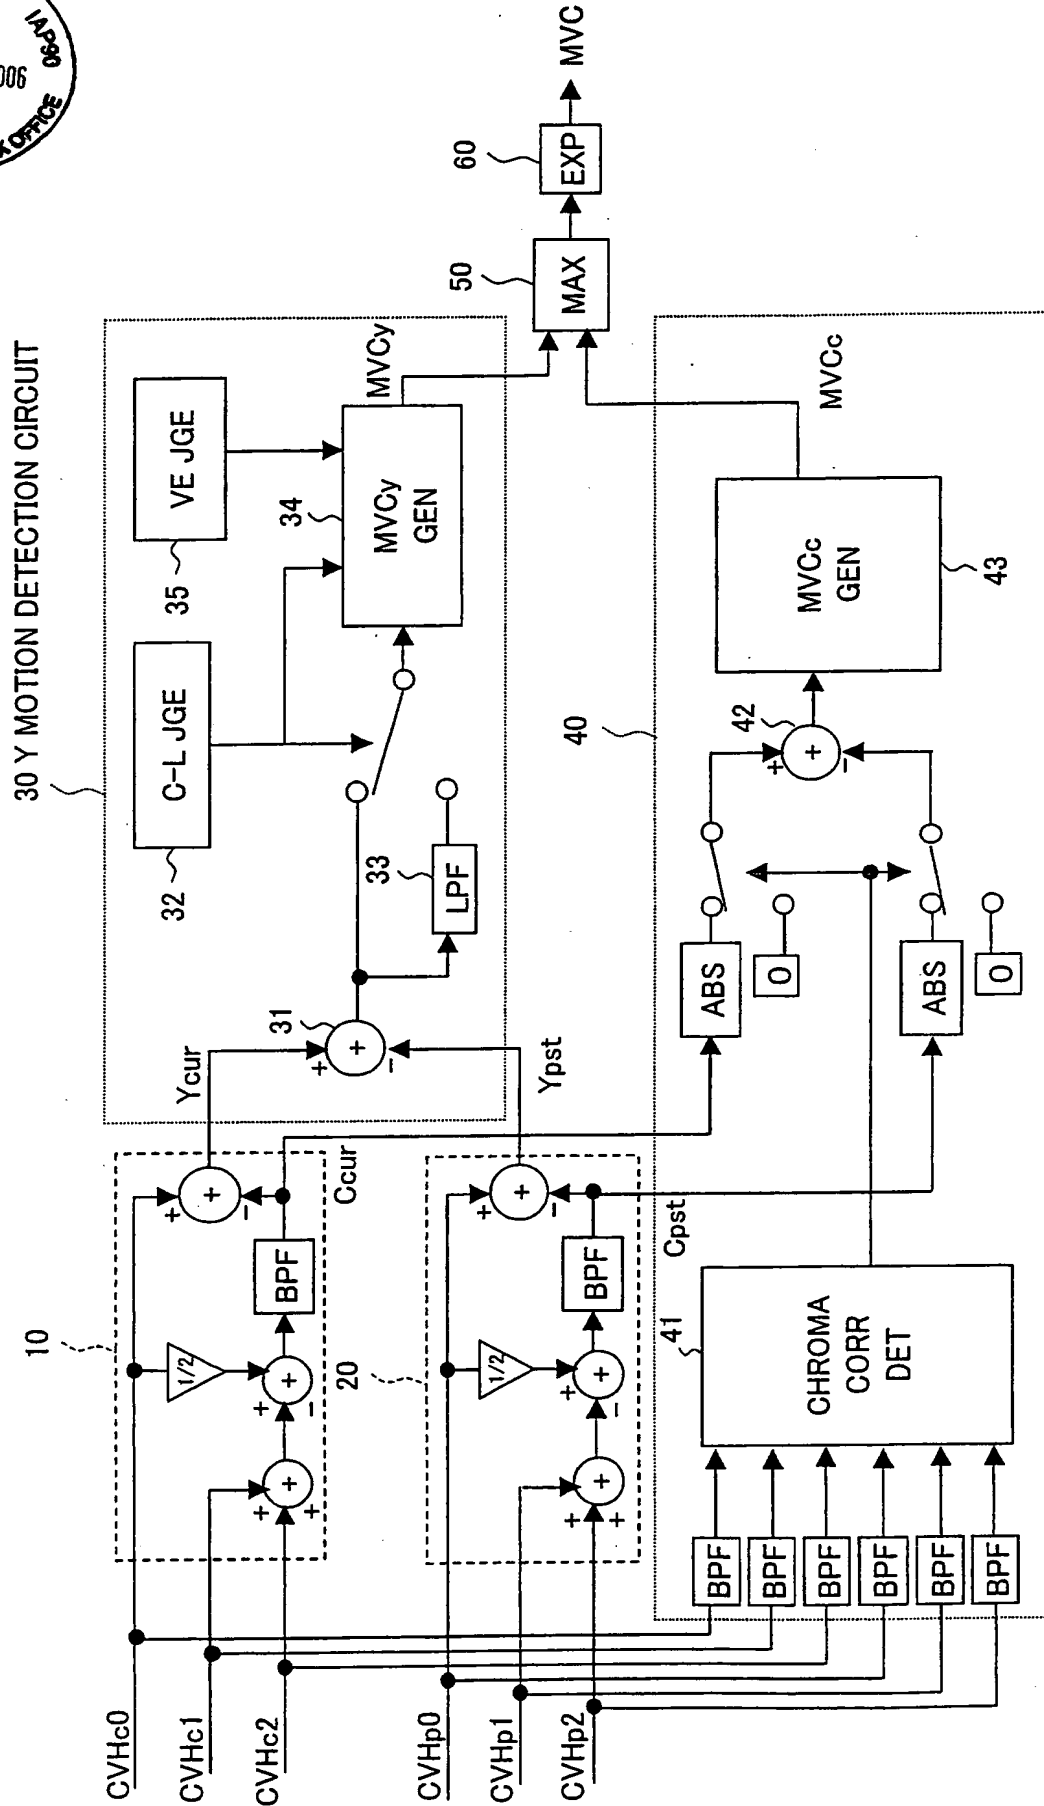 30 Y MOTION DETECTION CIRCUIT
CVHc0
CVHc1
CVHc2
CVHp0
CVHp1
CVHp2
10
1/2
+
+
+
+
-
+
BPF
+
-
+
Ccur
Ycur
20
1/2
+
+
+
+
-
+
BPF
+
-
+
Cpst
Ypst
31
+
-
+
32
C-L JGE
33
LPF
34
MVCy
GEN
35
VE JGE
MVCy
40
BPF
BPF
BPF
BPF
BPF
BPF
41
CHROMA
CORR
DET
ABS
0
ABS
0
42
+
-
+
43
MVCc
GEN
MVCc
50
MAX
60
EXP
MVC
IAP
OFFICE